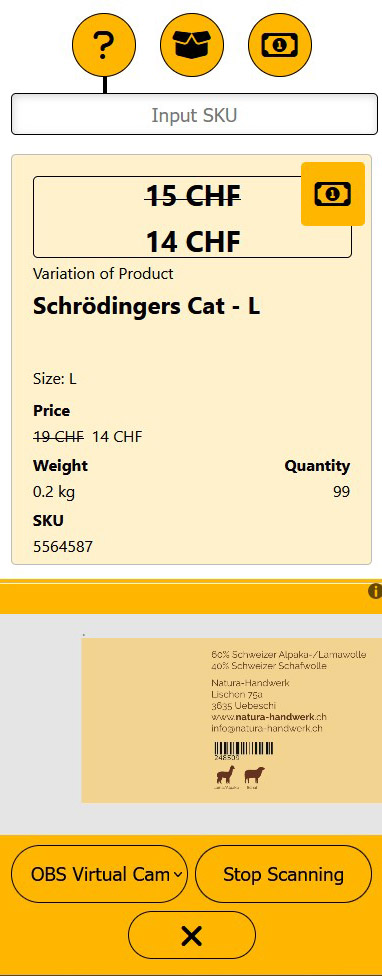 ?
Input SKU
15 CHF
14 CHF
Variation of Product
Schrödingers Cat - L
Size: L
Price
19 CHF 14 CHF
Weight
Quantity
0.2 kg
99
SKU
5564587
60% Schweizer Alpaka-/Lamawolle
40% Schweizer Schafwolle
Natura-Handwerk
Lischen 75a
3635 Uebeschi
www.natura-handwerk.ch
info@natura-handwerk.ch
248509
OBS Virtual Cam
Stop Scanning